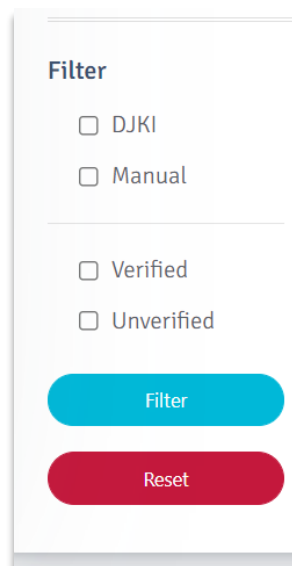 Filter
DJKI
Manual
Verified
Unverified
Filter
Reset